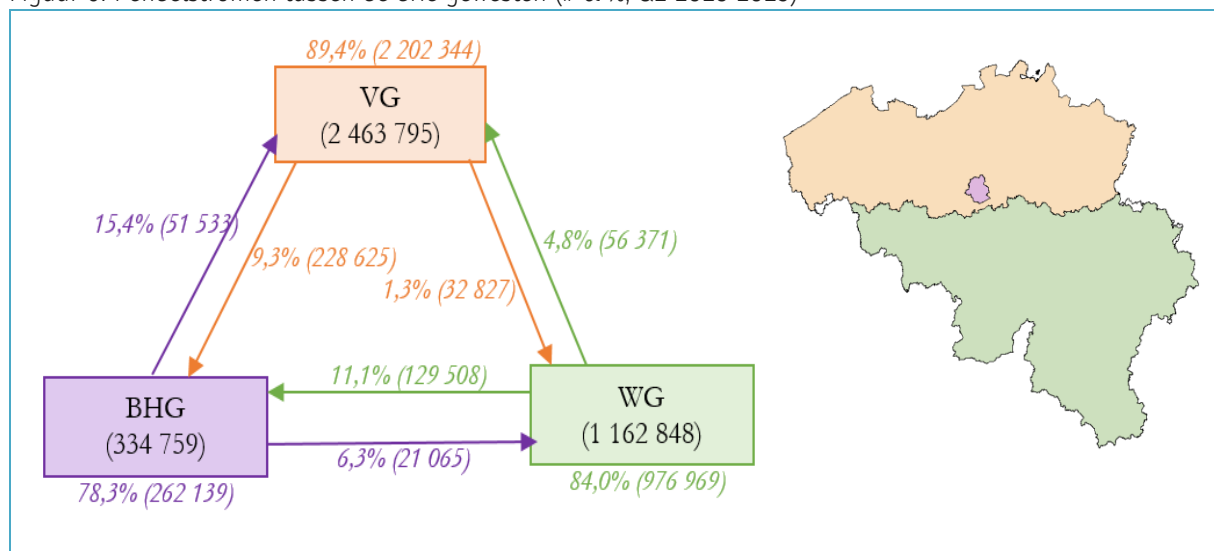 89,4% (2 202 344)
VG
(2 463 795)
15,4% (51 533)
9,3% (228 625)
1,3% (32 827)
4,8% (56 371)
11,1% (129 508)
BHG
(334 759)
WG
(1 162 848)
6,3% (21 065)
78,3% (262 139)
84,0% (976 969)